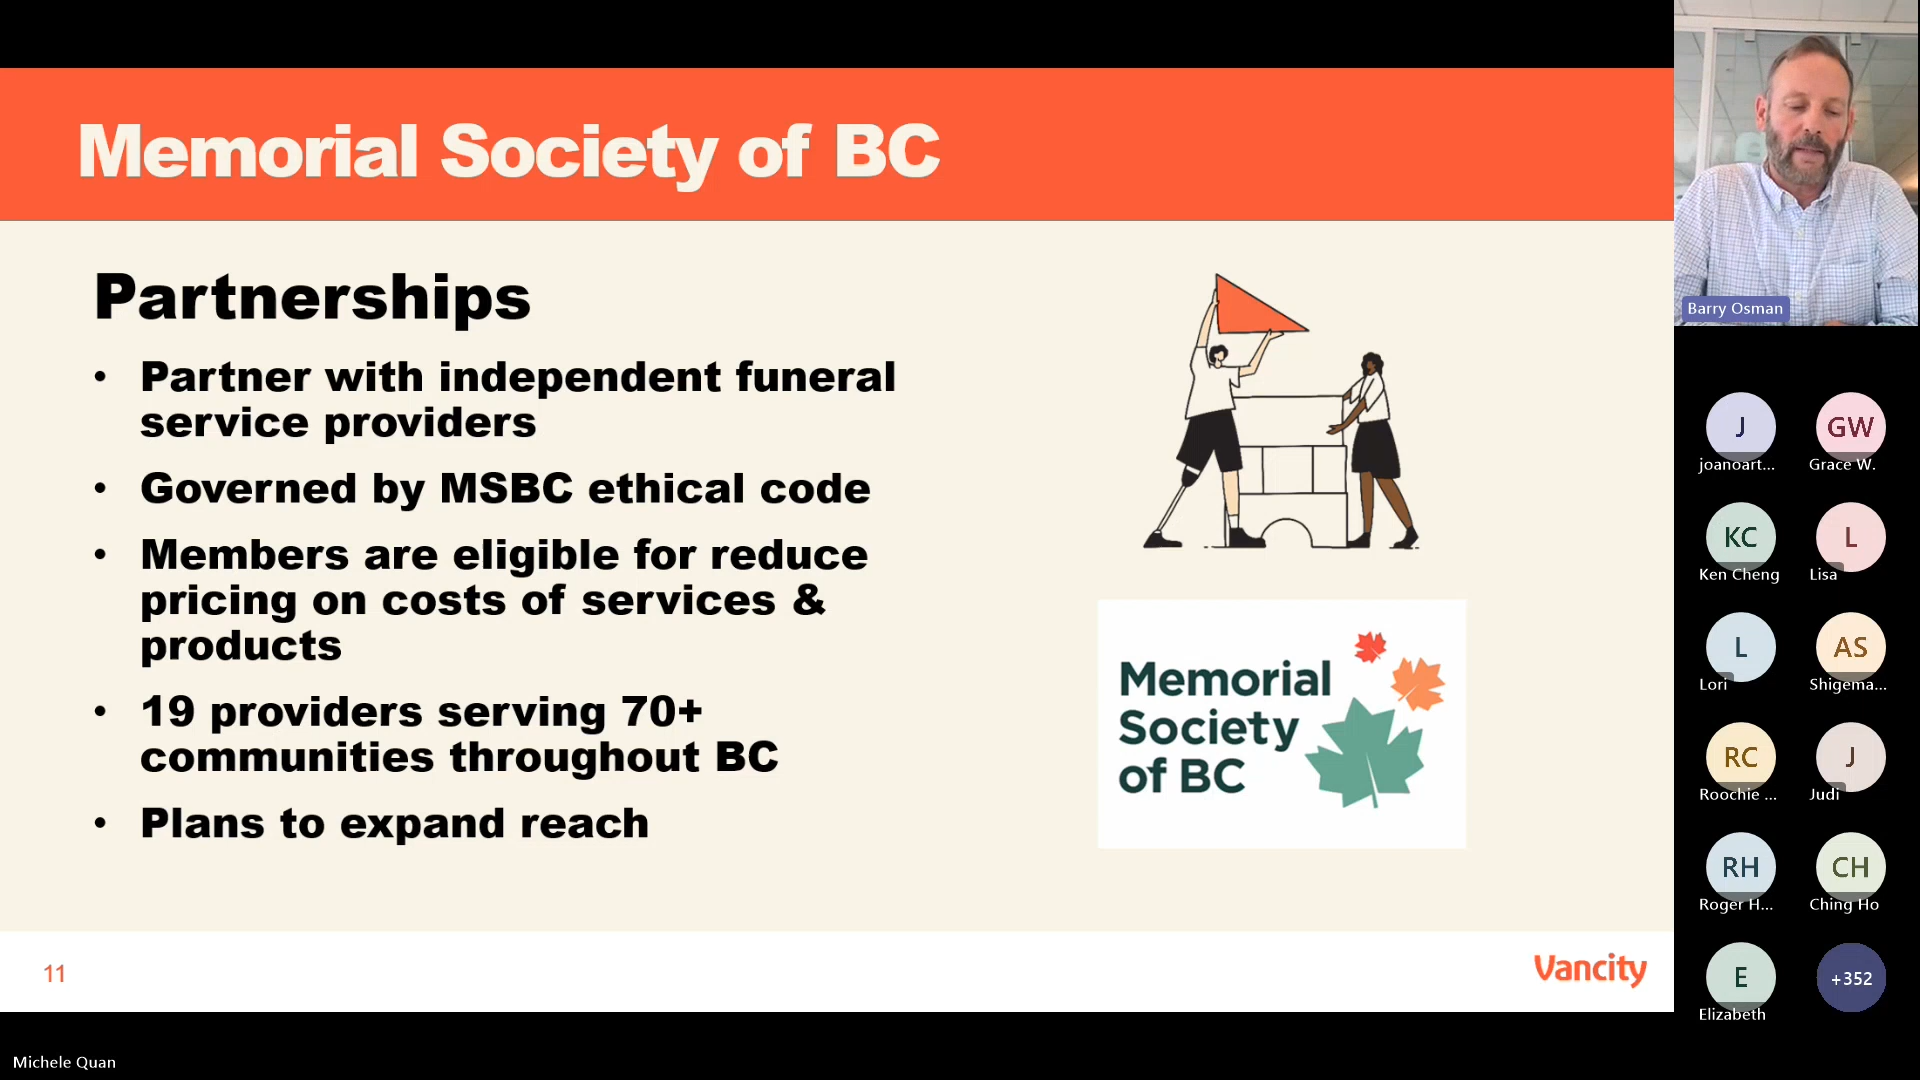 Memorial Society of BC
Partnerships
• Partner with independent funeral
service providers
• Governed by MSBC ethical code
• Members are eligible for reduce
pricing on costs of services &
products
• 19 providers serving 70+
communities throughout BC
• Plans to expand reach
Memorial
Society
of BC
11
Vancity
Michele Quan
Barry Osman
J
joanoart...
GW
Grace W.
KC
Ken Cheng
L
Lisa
L
Lori
AS
Shigema...
RC
Roochie ...
J
Judi
RH
Roger H...
CH
Ching Ho
E
Elizabeth
+352